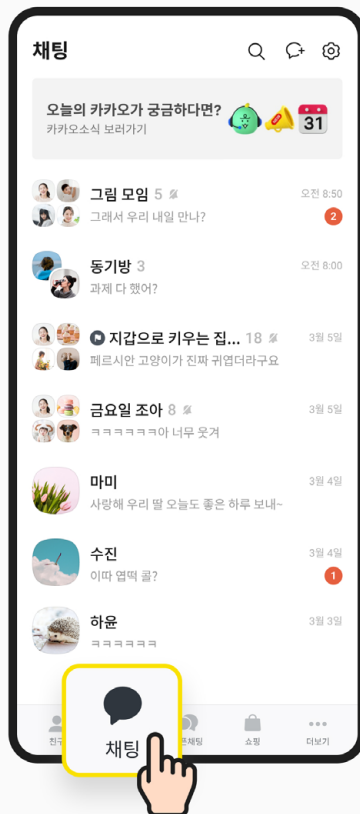 채팅
오늘의 카카오가 궁금하다면?
카카오소식 보러가기
31
그림 모임 5
오전 8:50
그래서 우리 내일 만나?
2
동기방 3
오전 8:00
과제 다 했어?
지갑으로 키우는 집... 18
3월 5일
페르시안 고양이가 진짜 귀엽더라구요
금요일 조아 8
3월 5일
ㅋㅋㅋㅋㅋㅋ아 너무 웃겨
마미
3월 4일
사랑해 우리 딸 오늘도 좋은 하루 보내~
수진
3월 4일
이따 엽떡 콜?
1
하윤
3월 3일
ㅋㅋㅋㅋㅋㅋ
채팅
쇼핑
더보기